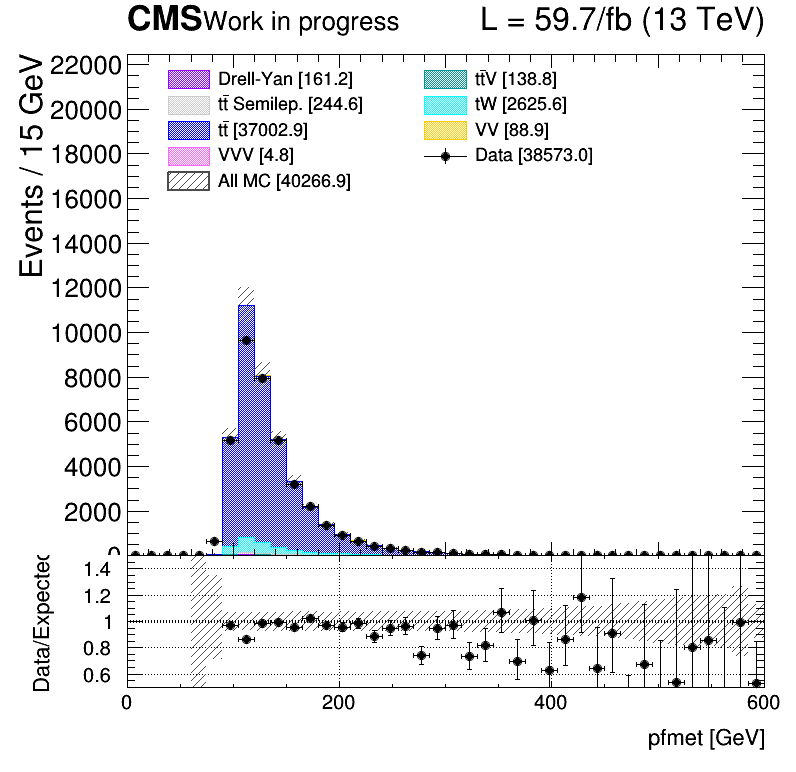 CMS Work in progress L = 59.7/fb (13 TeV)
Events / 15 GeV
22000
20000
18000
16000
14000
12000
10000
8000
6000
4000
2000
0
Drell-Yan [161.2]
tt̄V [138.8]
tt̄ Semilep. [244.6]
tW [2625.6]
tt̄ [37002.9]
VV [88.9]
VVV [4.8]
Data [38573.0]
All MC [40266.9]
Data/Expected
1.4
1.2
1
0.8
0.6
0 200 400 600
pfmet [GeV]